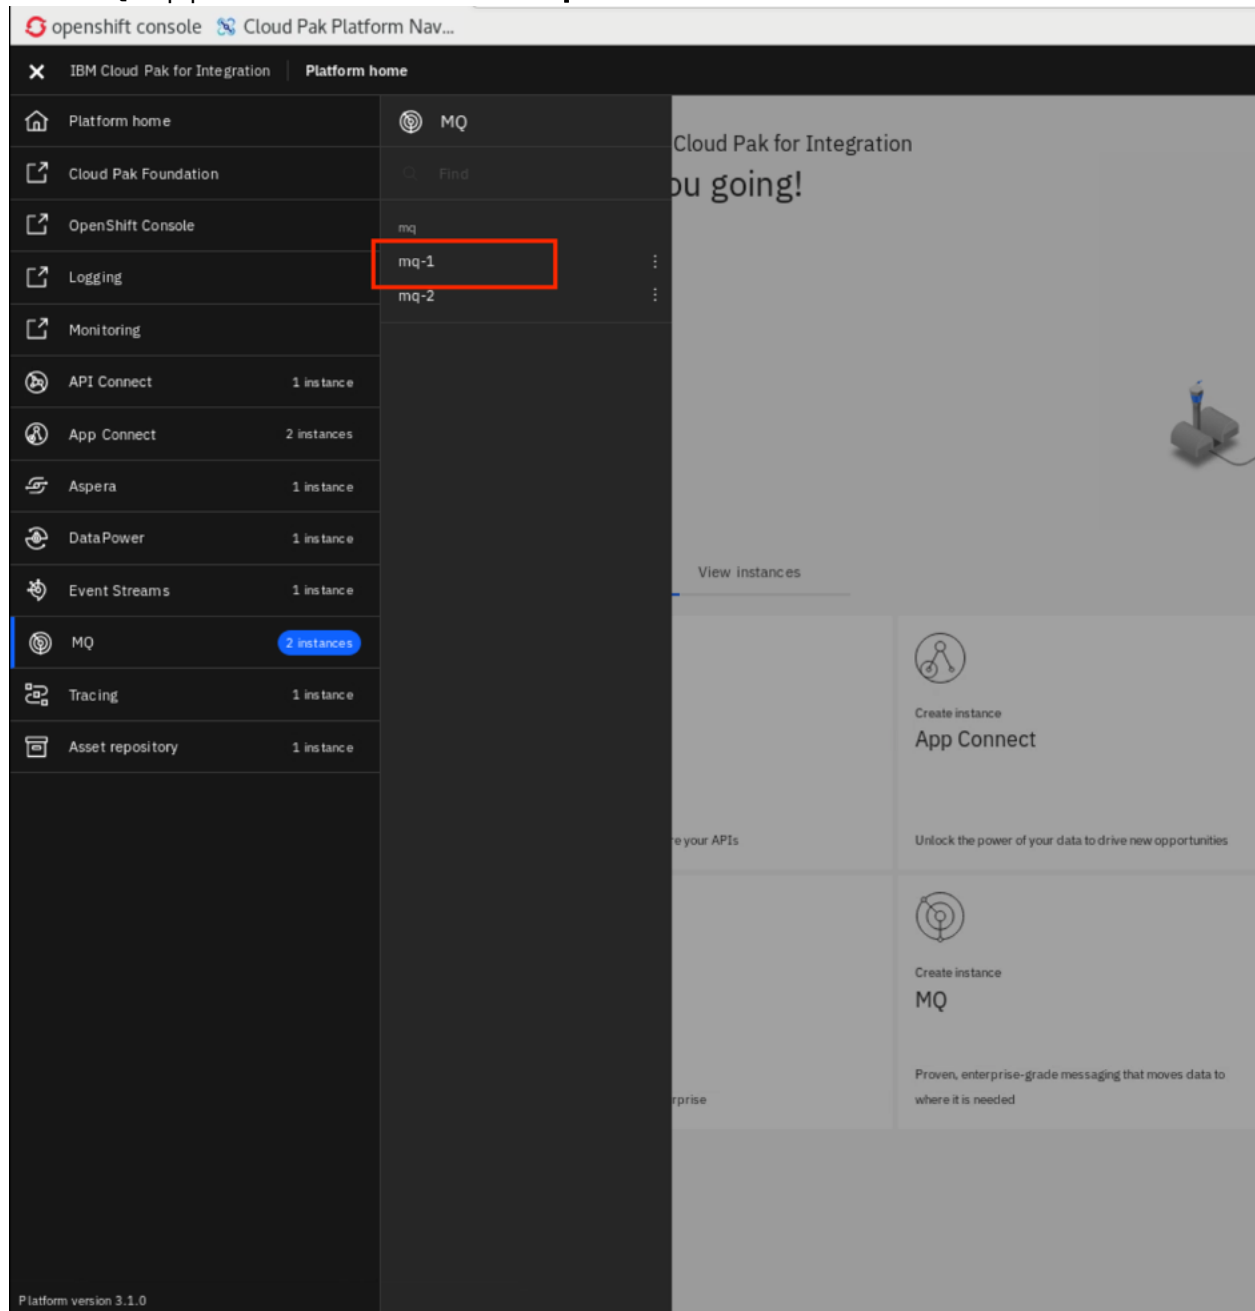 openshift console Cloud Pak Platform Nav...
IBM Cloud Pak for Integration Platform home
Platform home
Cloud Pak Foundation
OpenShift Console
Logging
Monitoring
API Connect 1 instance
App Connect 2 instances
Aspera 1 instance
DataPower 1 instance
Event Streams 1 instance
MQ 2 instances
Tracing 1 instance
Asset repository 1 instance
Platform version 3.1.0
MQ
Find
mq
mq-1
mq-2
Cloud Pak for Integration
ou going!
View instances
Create instance
App Connect
e your APIs
Unlock the power of your data to drive new opportunities
Create instance
MQ
Proven, enterprise-grade messaging that moves data to
where it is needed
rprise